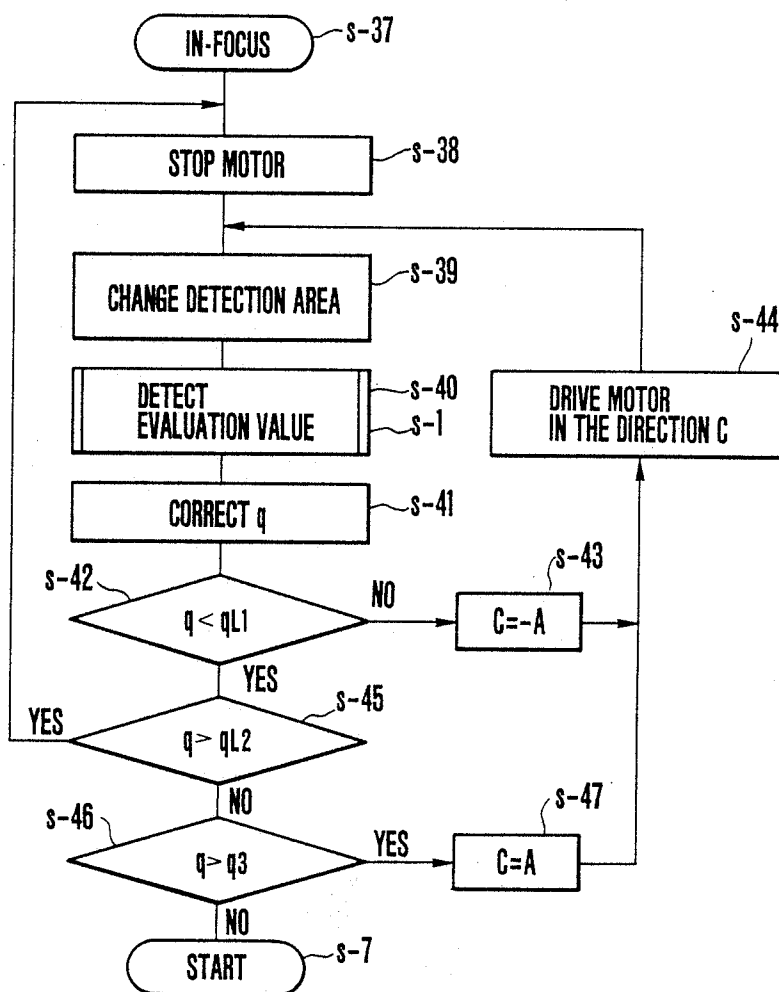 IN-FOCUS
s-37
STOP MOTOR
s-38
CHANGE DETECTION AREA
s-39
s-44
DETECT
EVALUATION VALUE
s-40
s-1
DRIVE MOTOR
IN THE DIRECTION C
CORRECT q
s-41
s-42
q < qL1
NO
s-43
C=-A
YES
s-45
YES
q > qL2
NO
s-46
q > q3
YES
s-47
C=A
NO
START
s-7